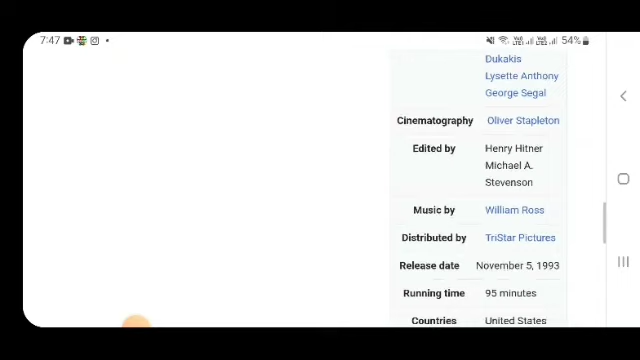 7:47
54%
Dukakis
Lysette Anthony
George Segal
Cinematography Oliver Stapleton
Edited by Henry Hitner
Michael A.
Stevenson
Music by William Ross
Distributed by TriStar Pictures
Release date November 5, 1993
Running time 95 minutes
Countries United States